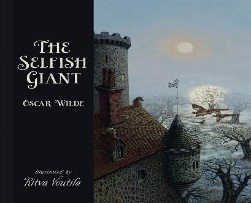 THE
SELFISH
GIANT
OSCAR WILDE
illustrated by
Ritva Voutila